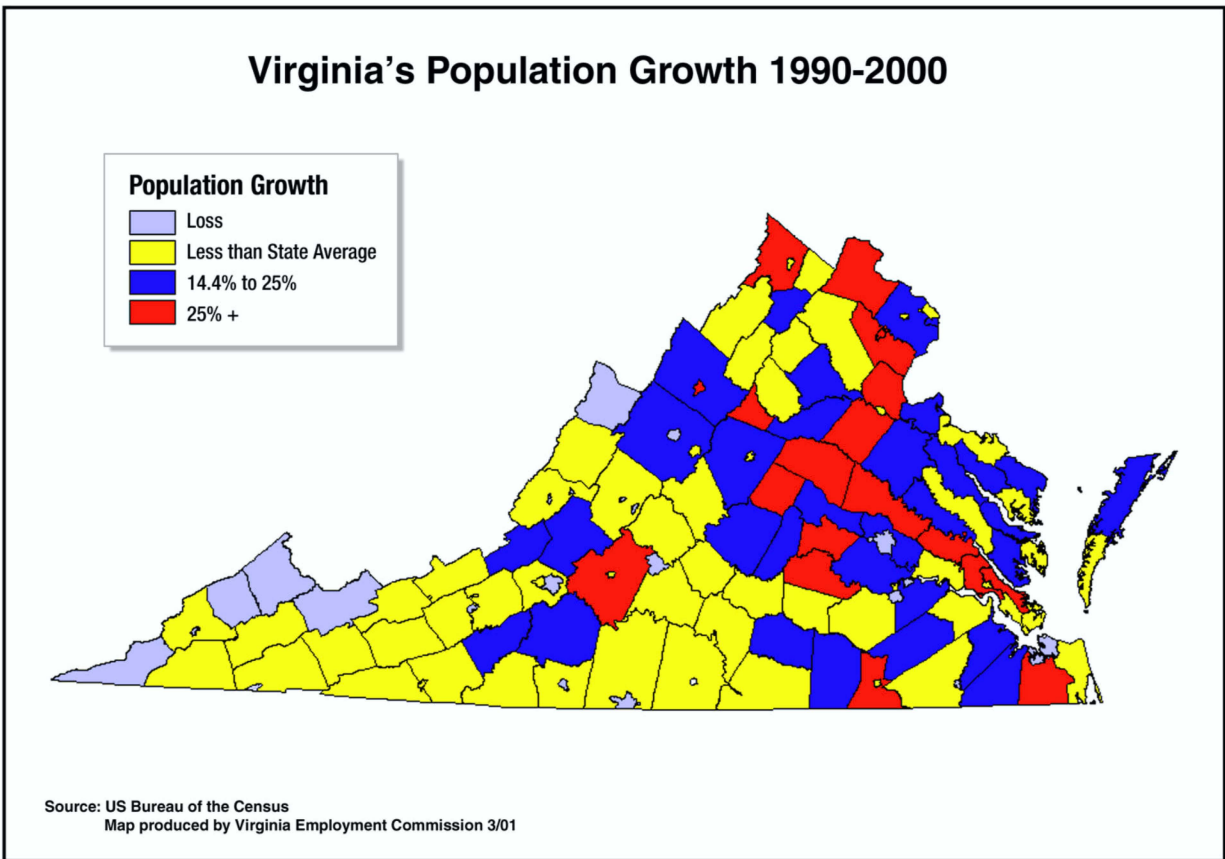 Virginia's Population Growth 1990-2000
Population Growth
Loss
Less than State Average
14.4% to 25%
25% +
Source: US Bureau of the Census
Map produced by Virginia Employment Commission 3/01